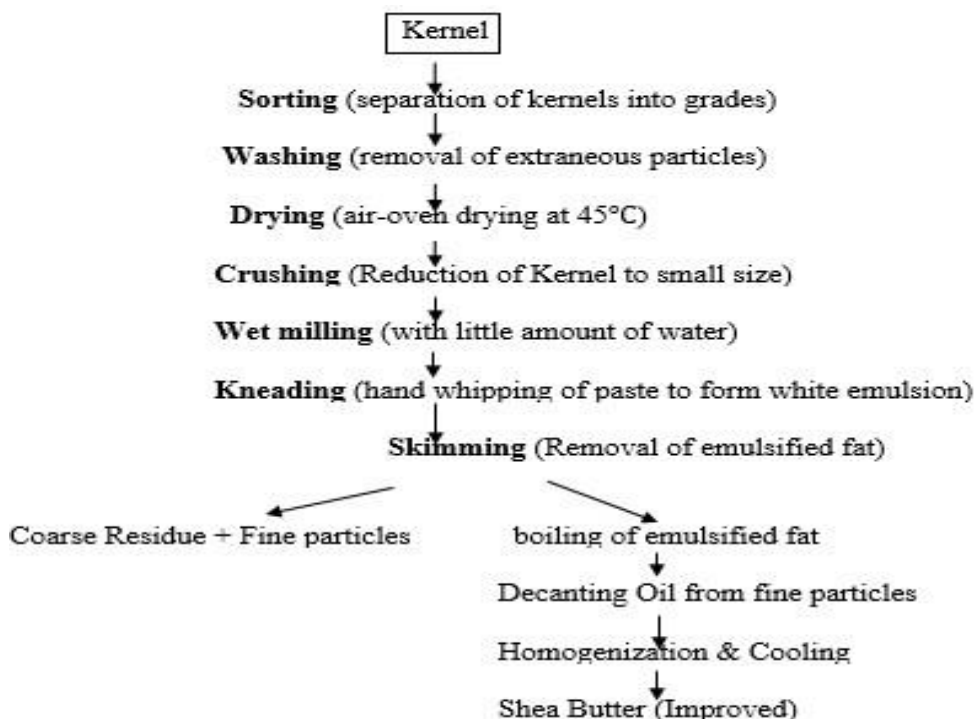 Kernel
Sorting (separation of kernels into grades)
Washing (removal of extraneous particles)
Drying (air-oven drying at 45°C)
Crushing (Reduction of Kernel to small size)
Wet milling (with little amount of water)
Kneading (hand whipping of paste to form white emulsion)
Skimming (Removal of emulsified fat)
Coarse Residue + Fine particles boiling of emulsified fat
Decanting Oil from fine particles
Homogenization & Cooling
Shea Butter (Improved)